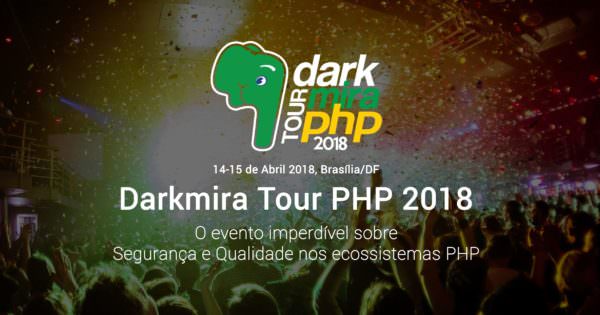 dark
mira
TOUR
php
2018
14-15 de Abril 2018, Brasília/DF
Darkmira Tour PHP 2018
O evento imperdível sobre
Segurança e Qualidade nos ecossistemas PHP